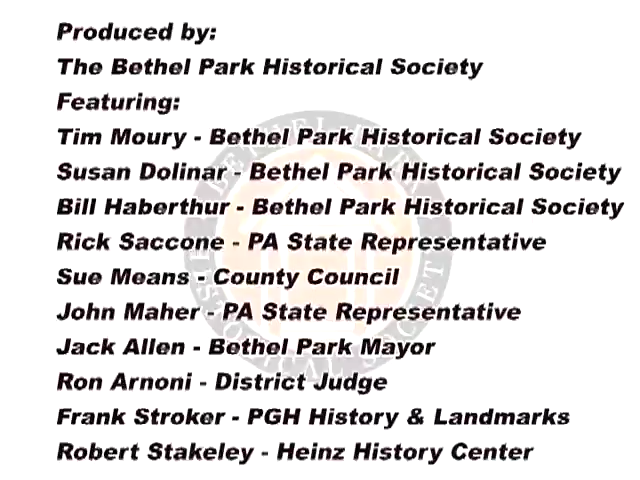 Produced by:
The Bethel Park Historical Society
Featuring:
Tim Moury - Bethel Park Historical Society
Susan Dolinar - Bethel Park Historical Society
Bill Haberthur - Bethel Park Historical Society
Rick Saccone - PA State Representative
Sue Means - County Council
John Maher - PA State Representative
Jack Allen - Bethel Park Mayor
Ron Arnoni - District Judge
Frank Stroker - PGH History & Landmarks
Robert Stakeley - Heinz History Center